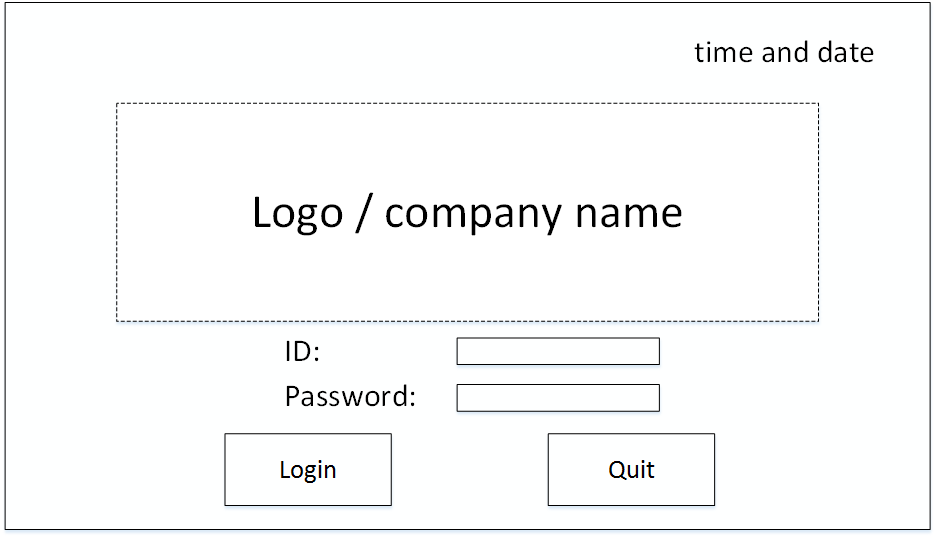 time and date
Logo / company name
ID:
Password:
Login
Quit